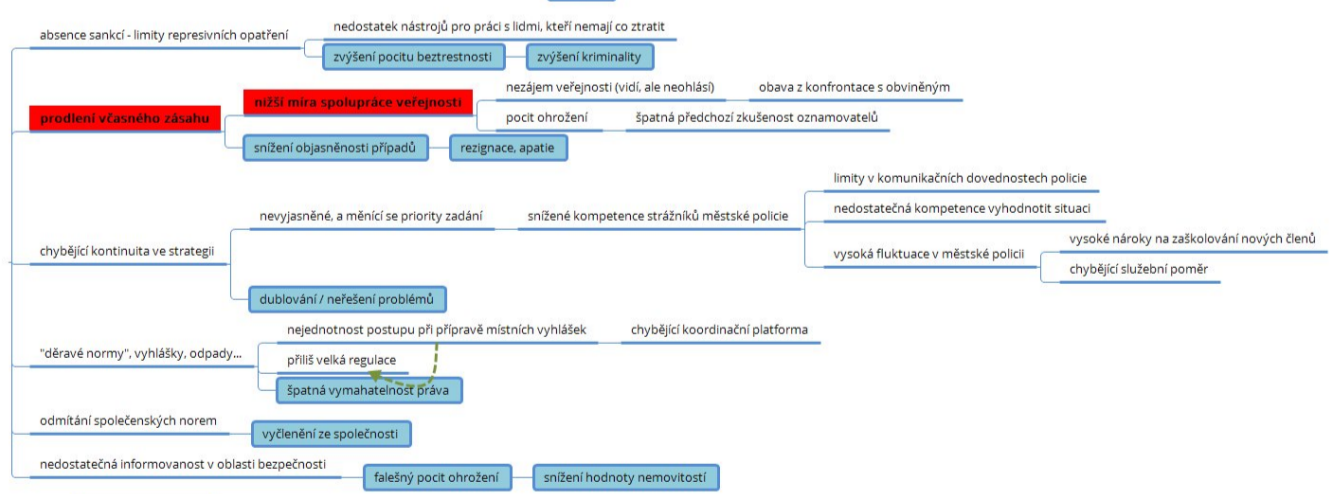 absence sankcí - limity represivních opatření
nedostatek nástrojů pro práci s lidmi, kteří nemají co ztratit
zvýšení pocitu beztrestnosti
zvýšení kriminality
prodlení včasného zásahu
nižší míra spolupráce veřejnosti
nezájem veřejnosti (vidí, ale neohlásí)
obava z konfrontace s obviněným
pocit ohrožení
špatná předchozí zkušenost oznamovatelů
snížení objasněnosti případů
rezignace, apatie
chybějící kontinuita ve strategii
nevyjasněné, a měnící se priority zadání
snížené kompetence strážníků městské policie
limity v komunikačních dovednostech policie
nedostatečná kompetence vyhodnotit situaci
vysoká fluktuace v městské policii
vysoké nároky na zaškolování nových členů
chybějící služební poměr
dublování / neřešení problémů
"děravé normy", vyhlášky, odpady...
nejednotnost postupu při přípravě místních vyhlášek
chybějící koordinační platforma
příliš velká regulace
špatná vymahatelnost práva
odmítání společenských norem
vyčlenění ze společnosti
nedostatečná informovanost v oblasti bezpečnosti
falešný pocit ohrožení
snížení hodnoty nemovitostí